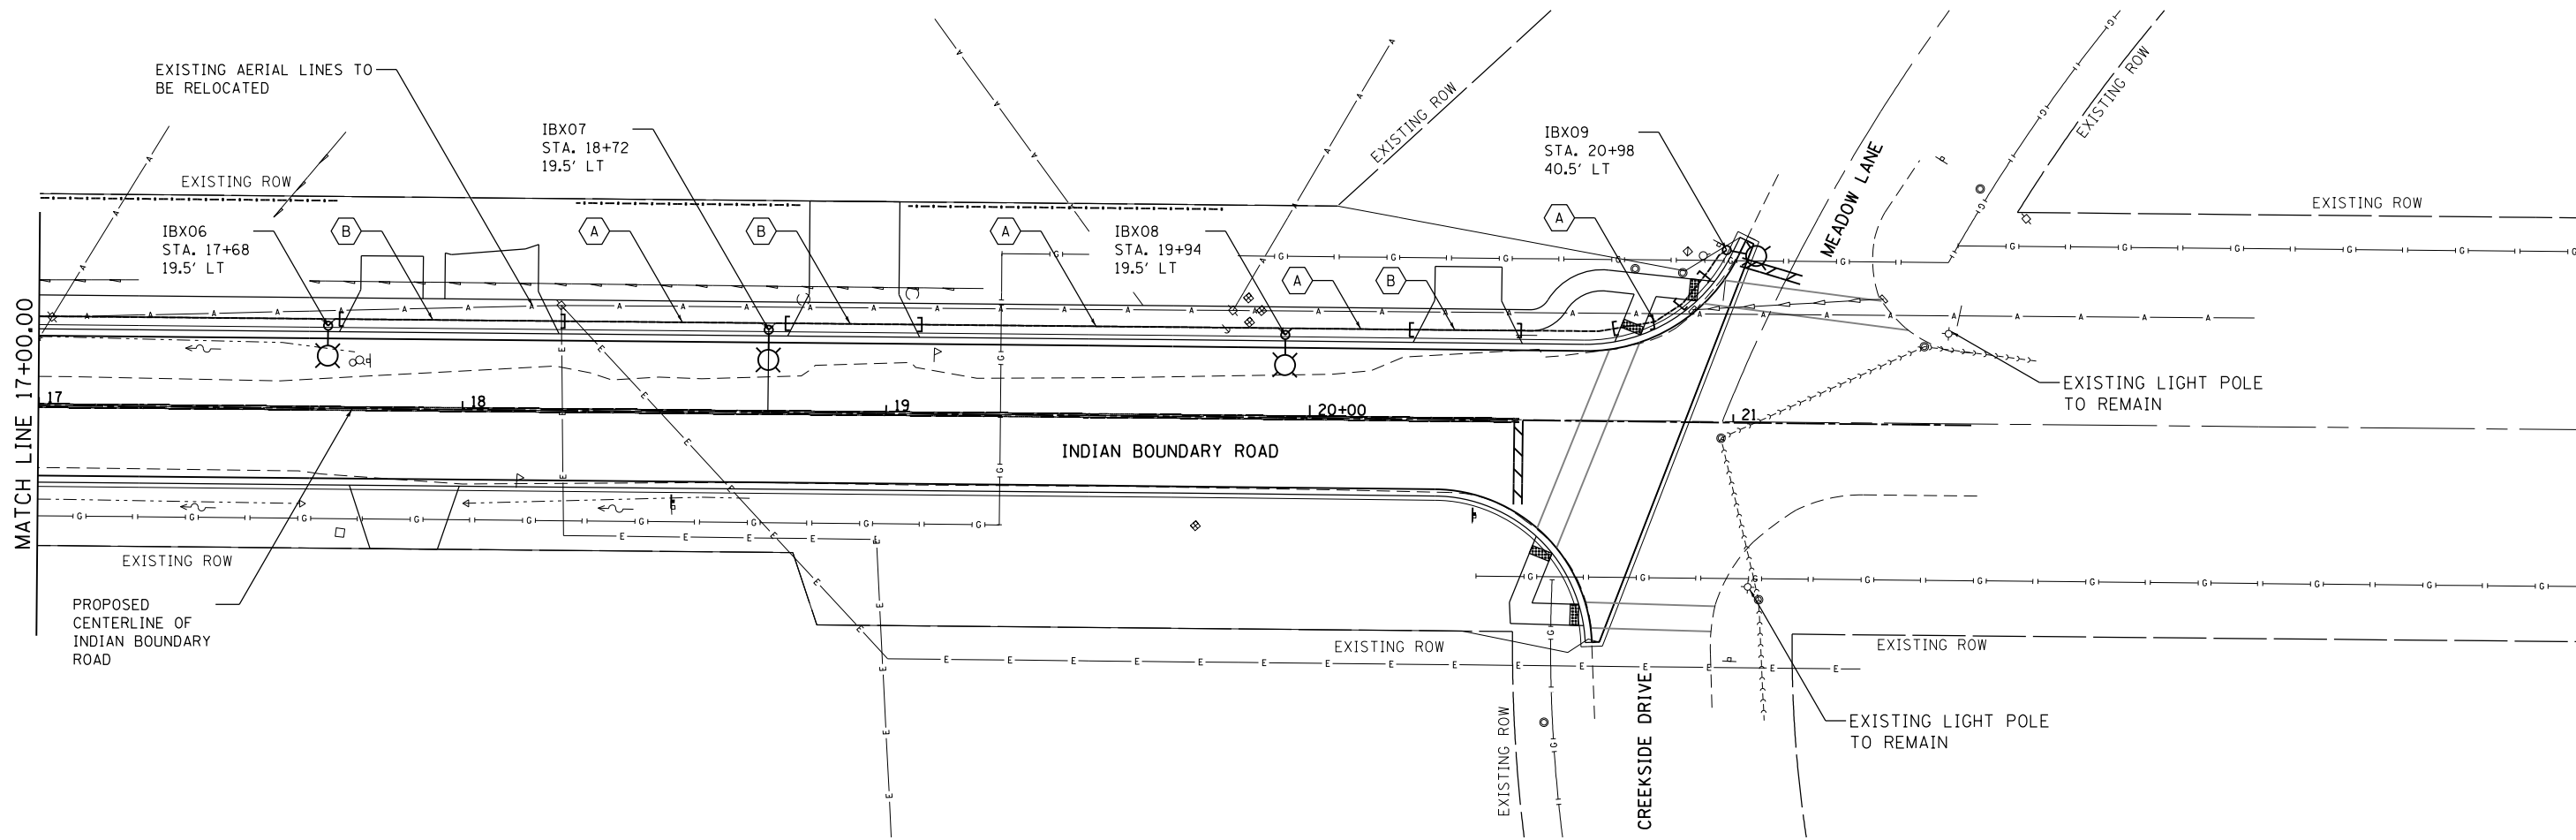 EXISTING AERIAL LINES TO
BE RELOCATED
IBX07
STA. 18+72
19.5' LT
IBX09
STA. 20+98
40.5' LT
EXISTING ROW
EXISTING ROW
MEADOW LANE
EXISTING ROW
EXISTING ROW
IBX06
STA. 17+68
19.5' LT
B
A
B
A
IBX08
STA. 19+94
19.5' LT
A
B
A
MATCH LINE 17+00.00
17
18
19
20+00
21
EXISTING LIGHT POLE
TO REMAIN
INDIAN BOUNDARY ROAD
EXISTING ROW
PROPOSED
CENTERLINE OF
INDIAN BOUNDARY
ROAD
EXISTING ROW
EXISTING ROW
EXISTING ROW
CREEKSIDE DRIVE
EXISTING LIGHT POLE
TO REMAIN